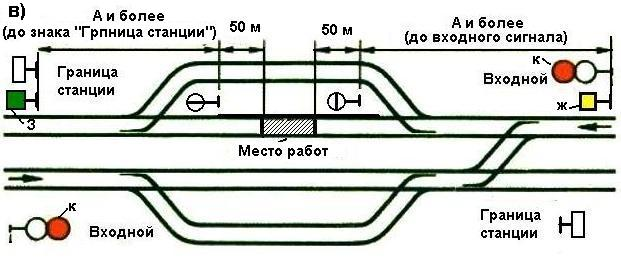 в)
А и более
(до знака "Грпница станции")
50 м
50 м
А и более
(до входного сигнала)
Граница
станции
З
к
Входной
ж
Место работ
к
Входной
Граница
станции